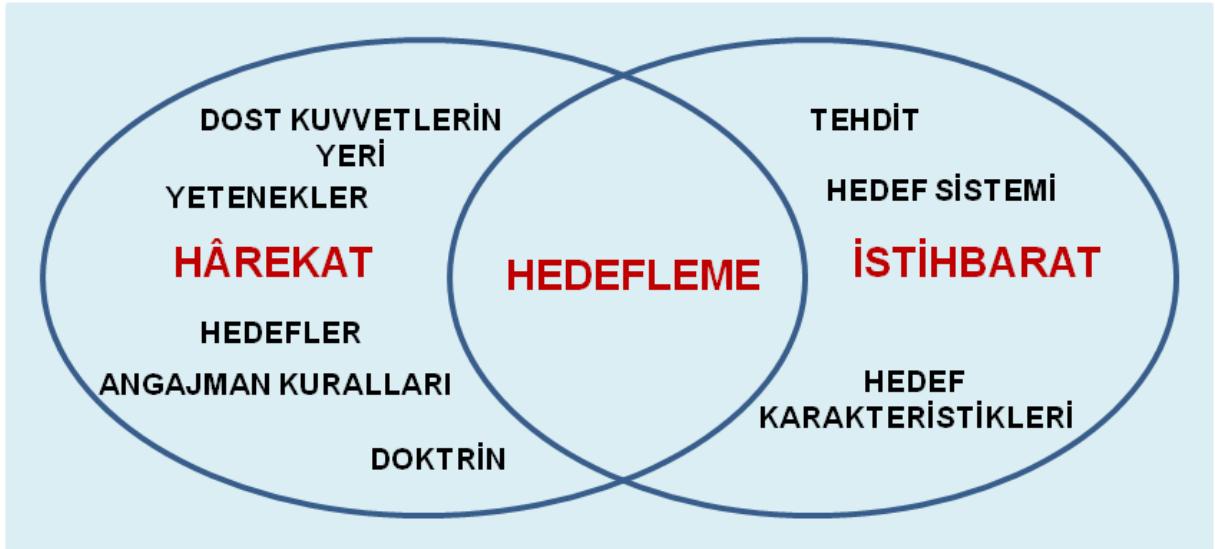 DOST KUVVETLERİN
YERİ
YETENEKLER
HÂREKAT
HEDEFLER
ANGAJMAN KURALLARI
DOKTRİN
HEDEFLEME
TEHDİT
HEDEF SİSTEMİ
İSTİHBARAT
HEDEF
KARAKTERİSTİKLERİ